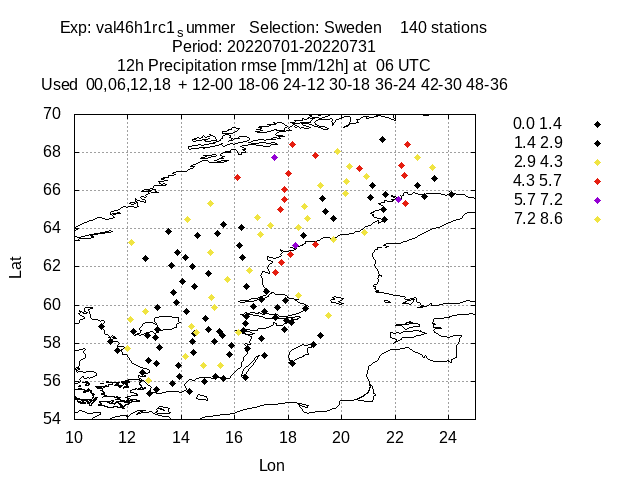 Exp: val46h1rc1summer   Selection: Sweden    140 stations
Period: 20220701-20220731
12h Precipitation rmse [mm/12h] at  06 UTC
Used  00,06,12,18  + 12-00 18-06 24-12 30-18 36-24 42-30 48-36
70
68
66
64
62
60
58
56
54
Lat
10 12 14 16 18 20 22 24
Lon
0.0 1.4
1.4 2.9
2.9 4.3
4.3 5.7
5.7 7.2
7.2 8.6